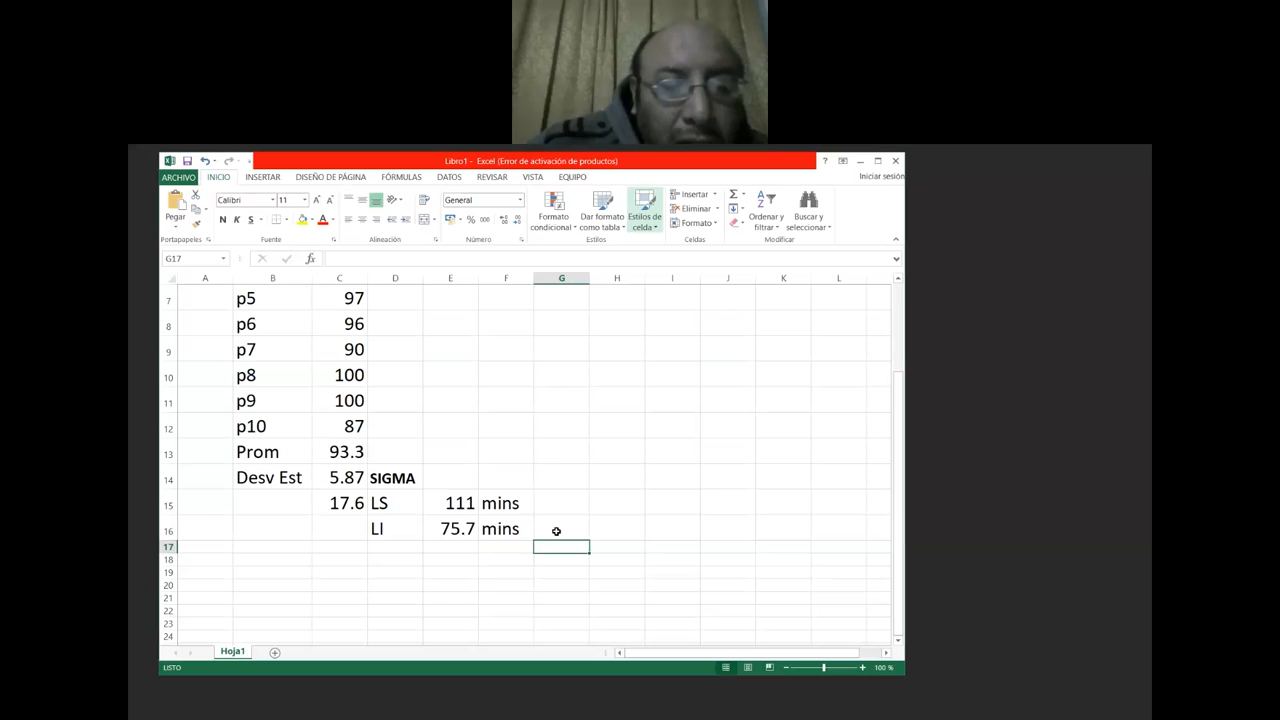 Libro1 - Excel (Error de activación de productos)
?
ARCHIVO INICIO INSERTAR DISEÑO DE PÁGINA FÓRMULAS DATOS REVISAR VISTA EQUIPO Iniciar sesión
Pegar
Portapapeles
Calibri 11
N K S
Fuente
Alineación
General
% 000
Número
Formato condicional
Dar formato como tabla
Estilos de celda
Estilos
Insertar
Eliminar
Formato
Celdas
Σ
Ordenar y filtrar
Buscar y seleccionar
Modificar
G17 fx
A B C D E F G H I J K L
7 p5 97
8 p6 96
9 p7 90
10 p8 100
11 p9 100
12 p10 87
13 Prom 93.3
14 Desv Est 5.87 SIGMA
15 17.6 LS 111 mins
16 LI 75.7 mins
17
18
19
20
21
22
23
24
Hoja1
LISTO 100 %